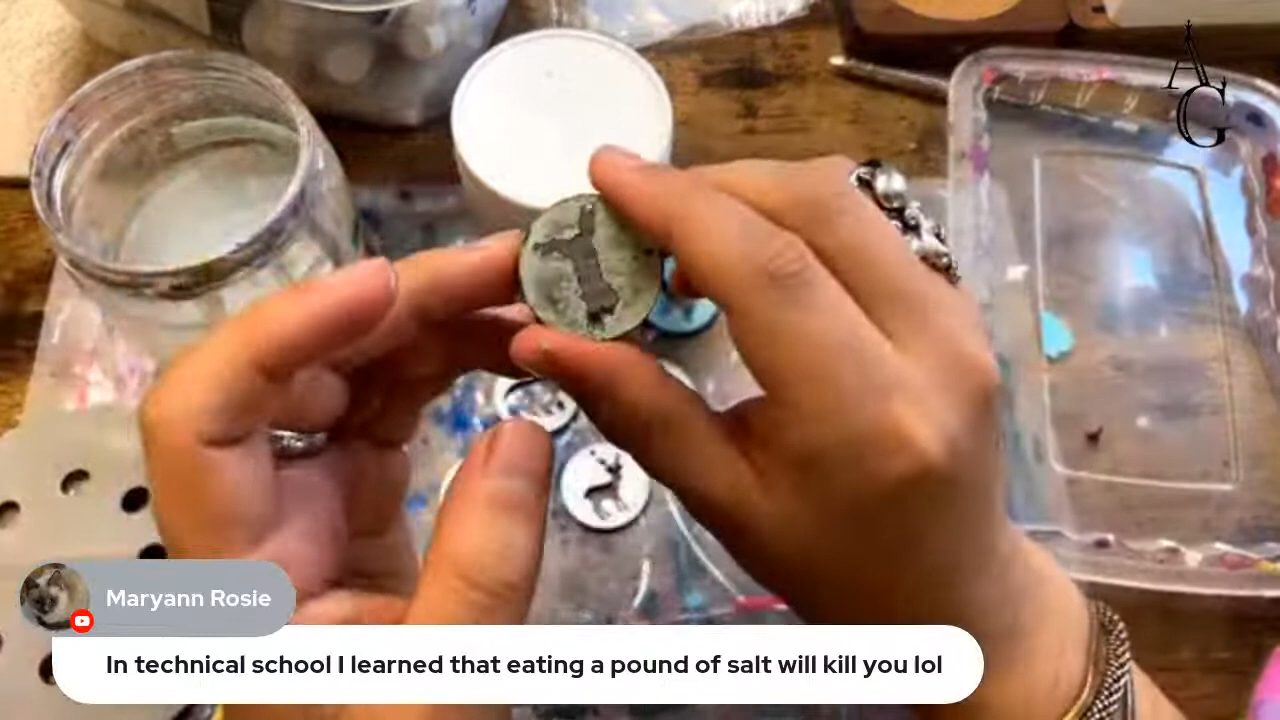 A
G
Maryann Rosie
In technical school I learned that eating a pound of salt will kill you lol